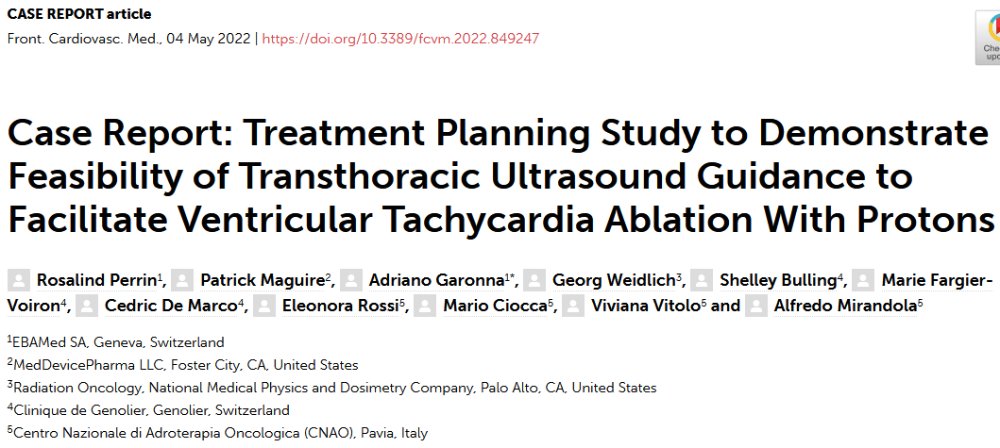 CASE REPORT article
Front. Cardiovasc. Med., 04 May 2022 | https://doi.org/10.3389/fcvm.2022.849247
Case Report: Treatment Planning Study to Demonstrate
Feasibility of Transthoracic Ultrasound Guidance to
Facilitate Ventricular Tachycardia Ablation With Protons
Rosalind Perrin¹, Patrick Maguire², Adriano Garonna¹*, Georg Weidlich³, Shelley Bulling⁴, Marie Fargier-
Voiron⁴, Cedric De Marco⁴, Eleonora Rossi⁵, Mario Ciocca⁵, Viviana Vitolo⁵ and Alfredo Mirandola⁵
¹EBAMed SA, Geneva, Switzerland
²MedDevicePharma LLC, Foster City, CA, United States
³Radiation Oncology, National Medical Physics and Dosimetry Company, Palo Alto, CA, United States
⁴Clinique de Genolier, Genolier, Switzerland
⁵Centro Nazionale di Adroterapia Oncologica (CNAO), Pavia, Italy